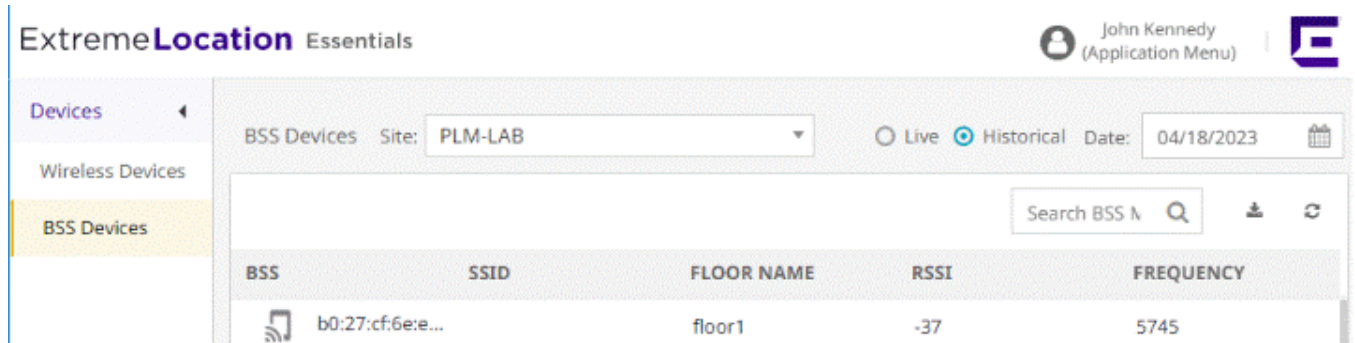 ExtremeLocation Essentials
John Kennedy
(Application Menu)
Devices
Wireless Devices
BSS Devices
BSS Devices Site: PLM-LAB Live Historical Date: 04/18/2023
Search BSS M
BSS SSID FLOOR NAME RSSI FREQUENCY
b0:27:cf:6e:e... floor1 -37 5745